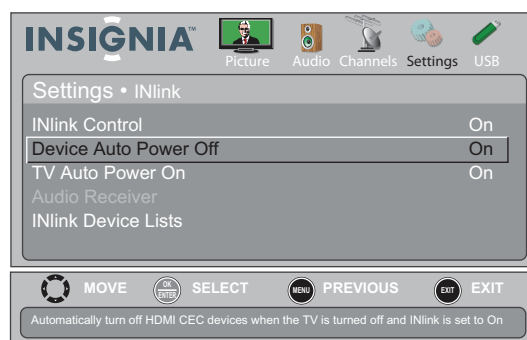 INSIGNIA™
Picture Audio Channels Settings USB
Settings • INlink
INlink Control On
Device Auto Power Off On
TV Auto Power On On
Audio Receiver
INlink Device Lists
MOVE OK ENTER SELECT MENU PREVIOUS EXIT EXIT
Automatically turn off HDMI CEC devices when the TV is turned off and INlink is set to On